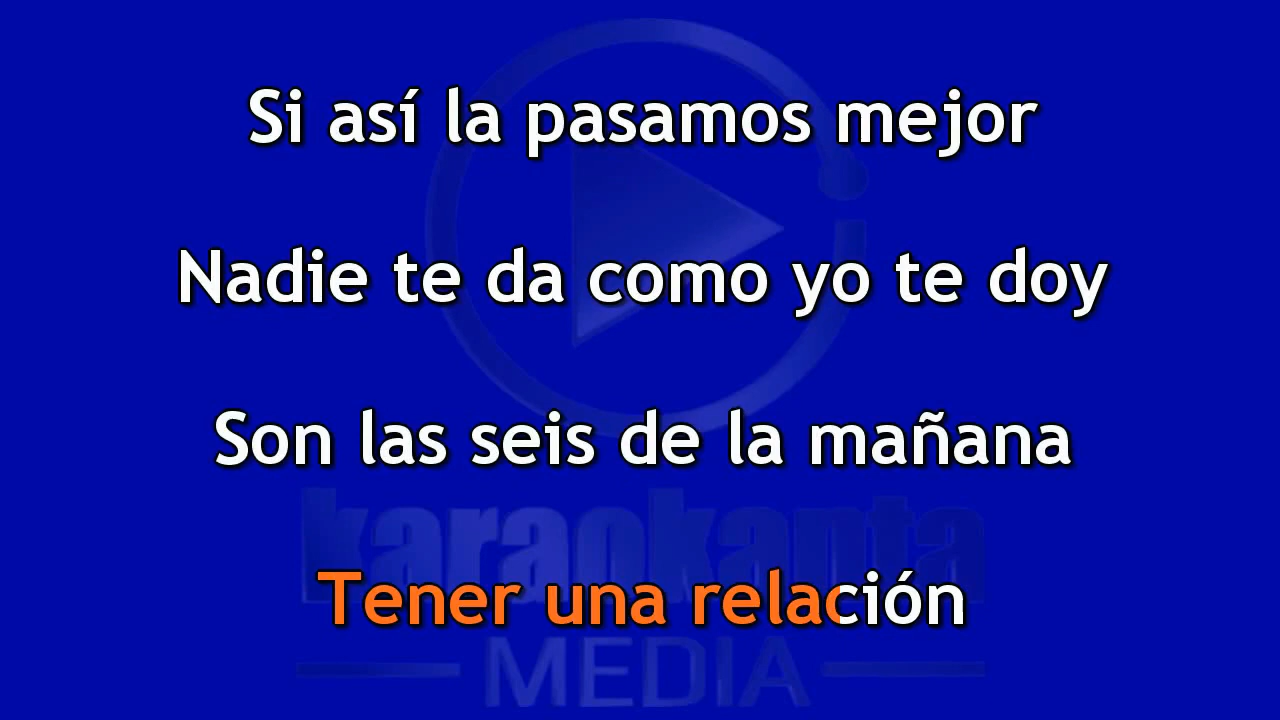 Si así la pasamos mejor
Nadie te da como yo te doy
Son las seis de la mañana
karaokanta
Tener una relación
MEDIA